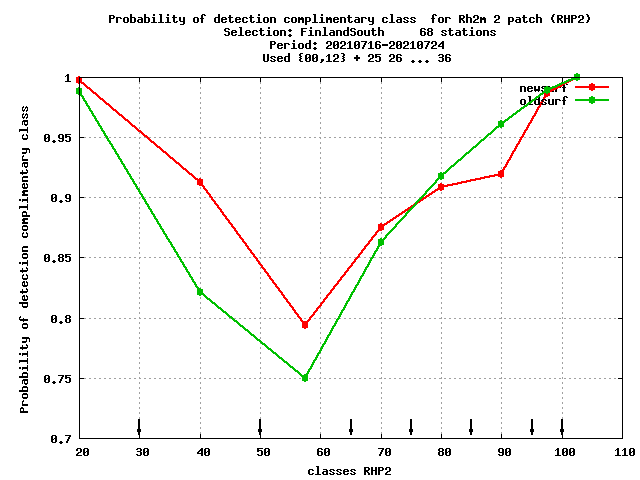 Probability of detection complimentary class  for Rh2m 2 patch (RHP2)
Selection: FinlandSouth     68 stations
Period: 20210716-20210724
Used {00,12} + 25 26 ... 36
newsurf
oldsurf
1
0.95
0.9
0.85
0.8
0.75
0.7
Probability of detection complimentary class
20 30 40 50 60 70 80 90 100 110
classes RHP2